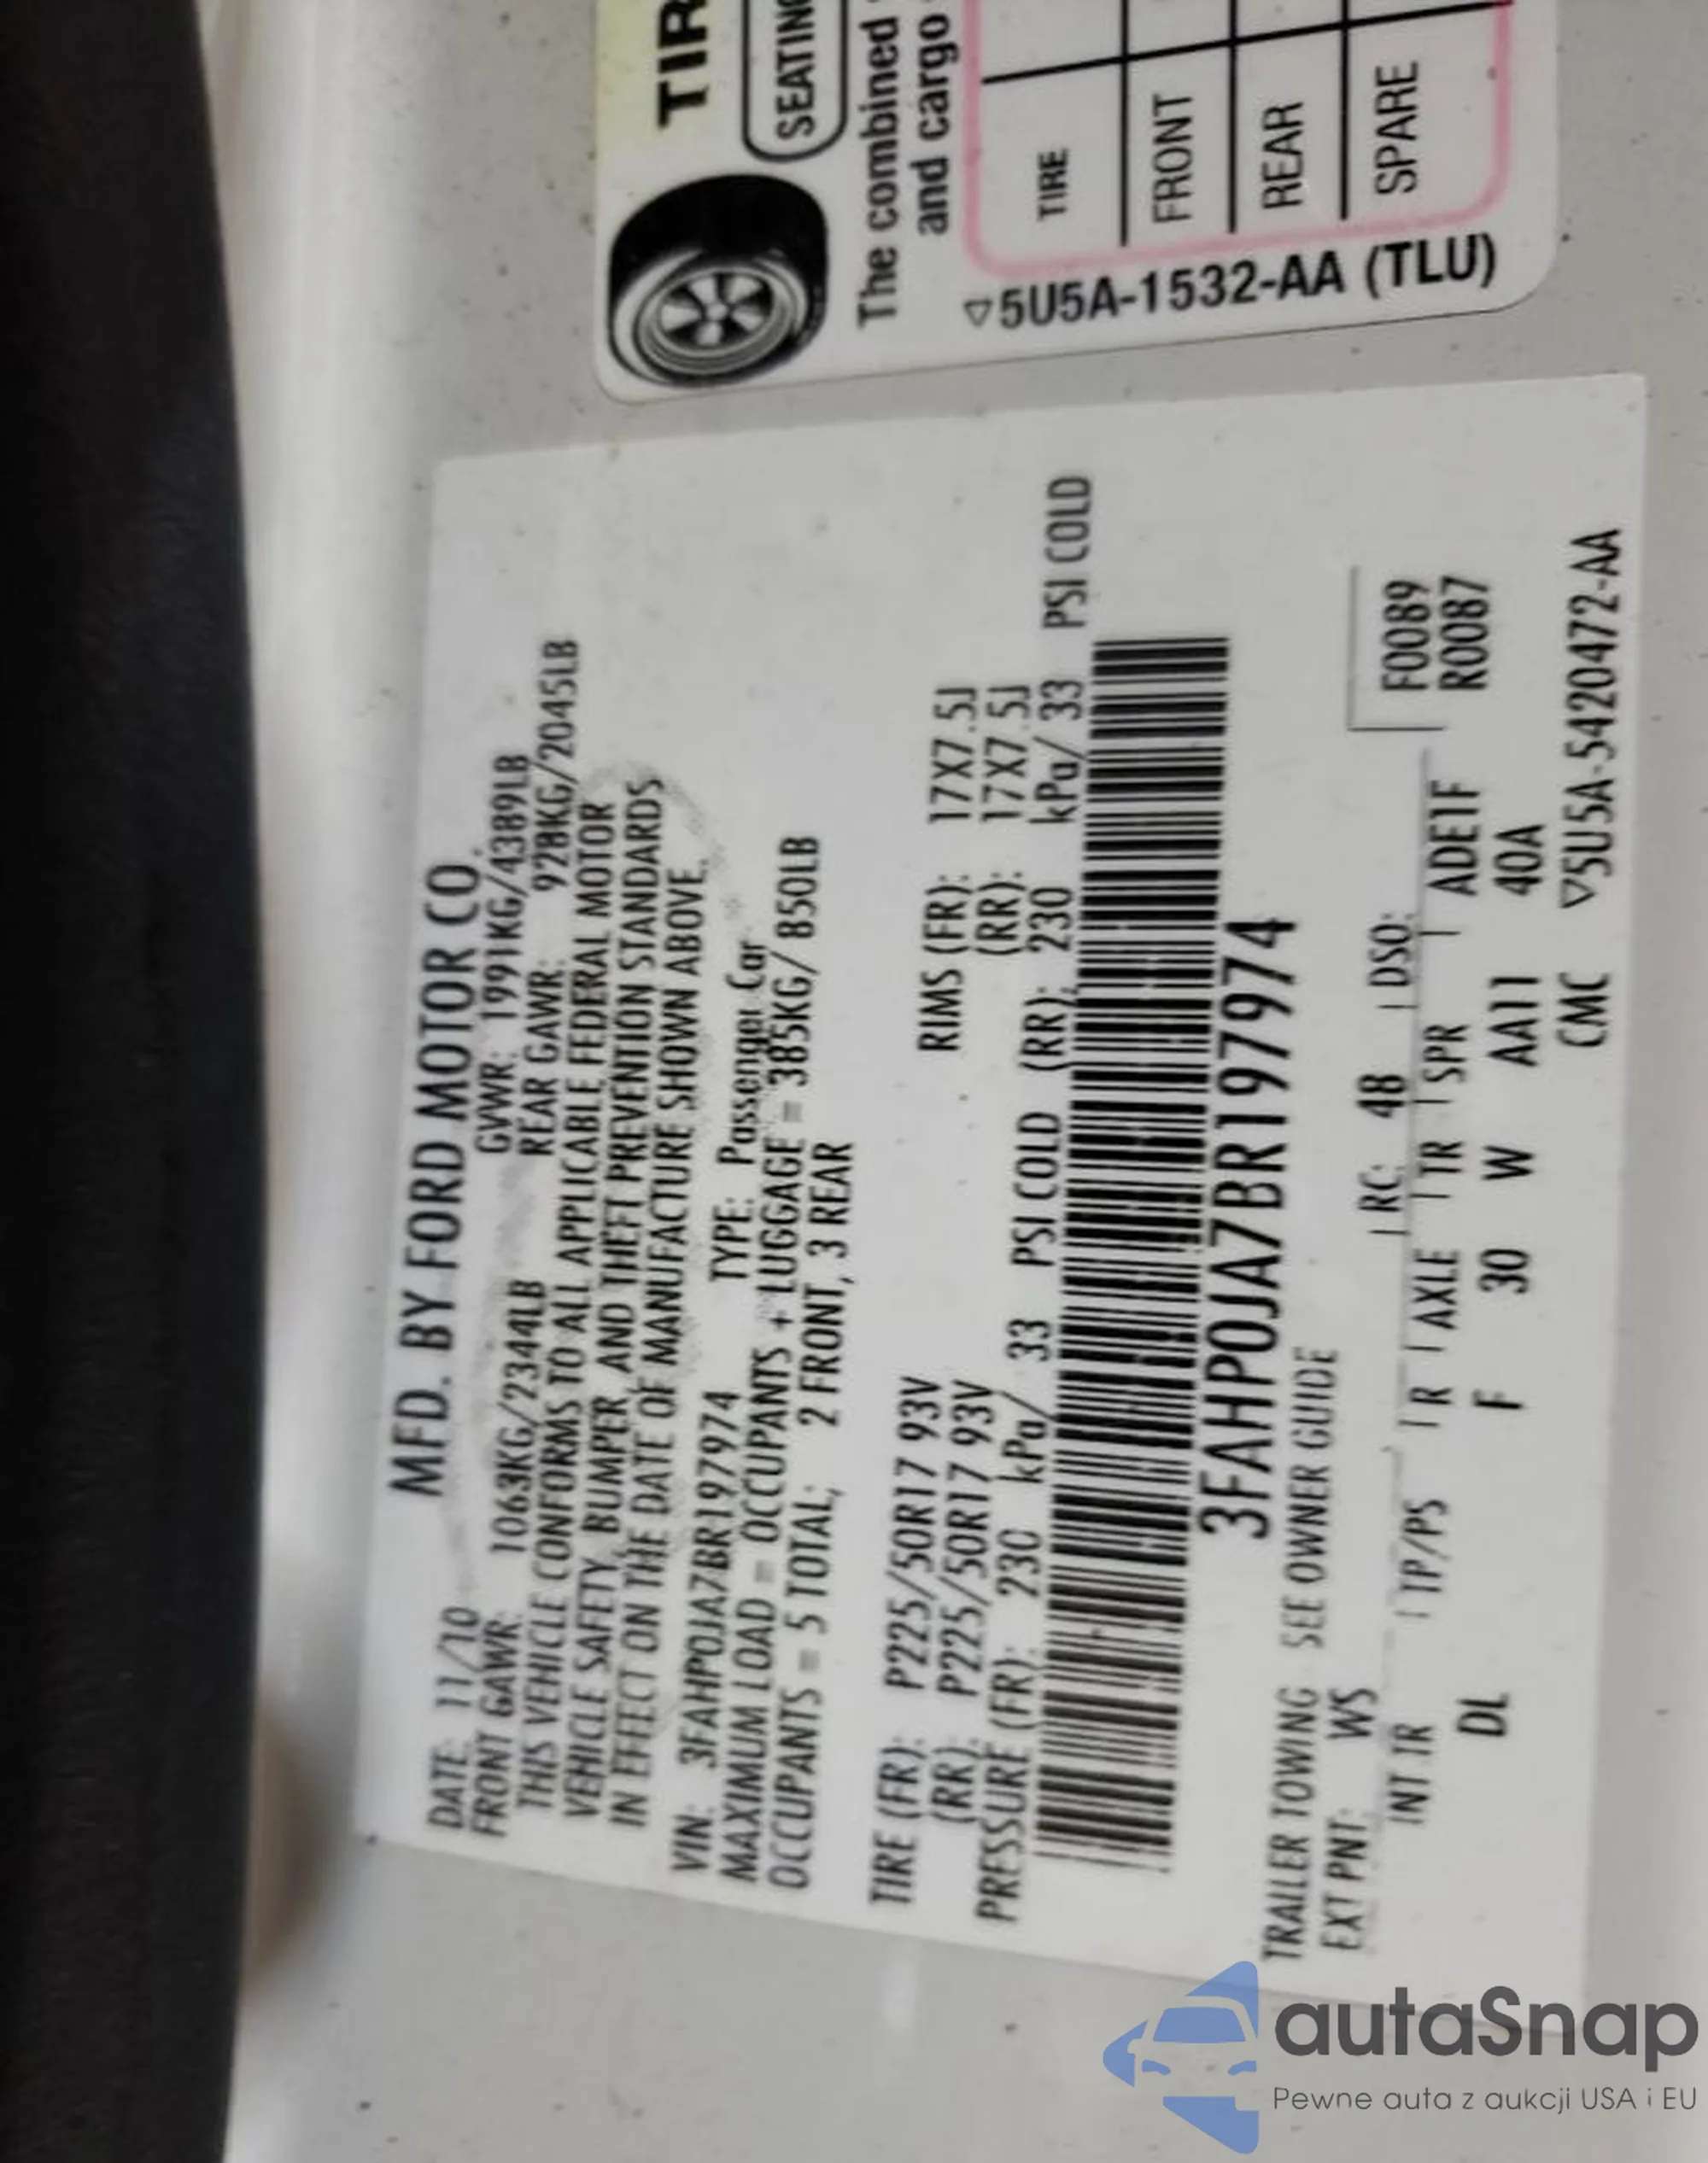 MFD. BY FORD MOTOR CO.
DATE: 11/10 GVWR: 1991KG/4389LB
FRONT GAWR: 1063KG/2344LB REAR GAWR: 928KG/2045LB
THIS VEHICLE CONFORMS TO ALL APPLICABLE FEDERAL MOTOR
VEHICLE SAFETY, BUMPER, AND THEFT PREVENTION STANDARDS
IN EFFECT ON THE DATE OF MANUFACTURE SHOWN ABOVE.
VIN: 3FAHP0JA7BR197974 TYPE: Passenger Car
MAXIMUM LOAD = OCCUPANTS + LUGGAGE = 385KG/ 850LB
OCCUPANTS = 5 TOTAL; 2 FRONT, 3 REAR
TIRE (FR): P225/50R17 93V RIMS (FR): 17X7.5J
(RR): P225/50R17 93V (RR): 17X7.5J
PRESSURE (FR): 230 kPa/ 33 PSI COLD (RR): 230 kPa/ 33 PSI COLD
3FAHP0JA7BR197974
TRAILER TOWING - SEE OWNER GUIDE
EXT PNT: WS RC: 48 DSO: F0089
R0087
INT TR TP/PS R AXLE TR SPR ADE1F
DL F 30 W AA11 40A
CMC ▽5U5A-5420472-AA
TIR
SEATING
The combined
and cargo
TIRE
FRONT
REAR
SPARE
▽5U5A-1532-AA (TLU)
autaSnap
Pewne auta z aukcji USA i EU